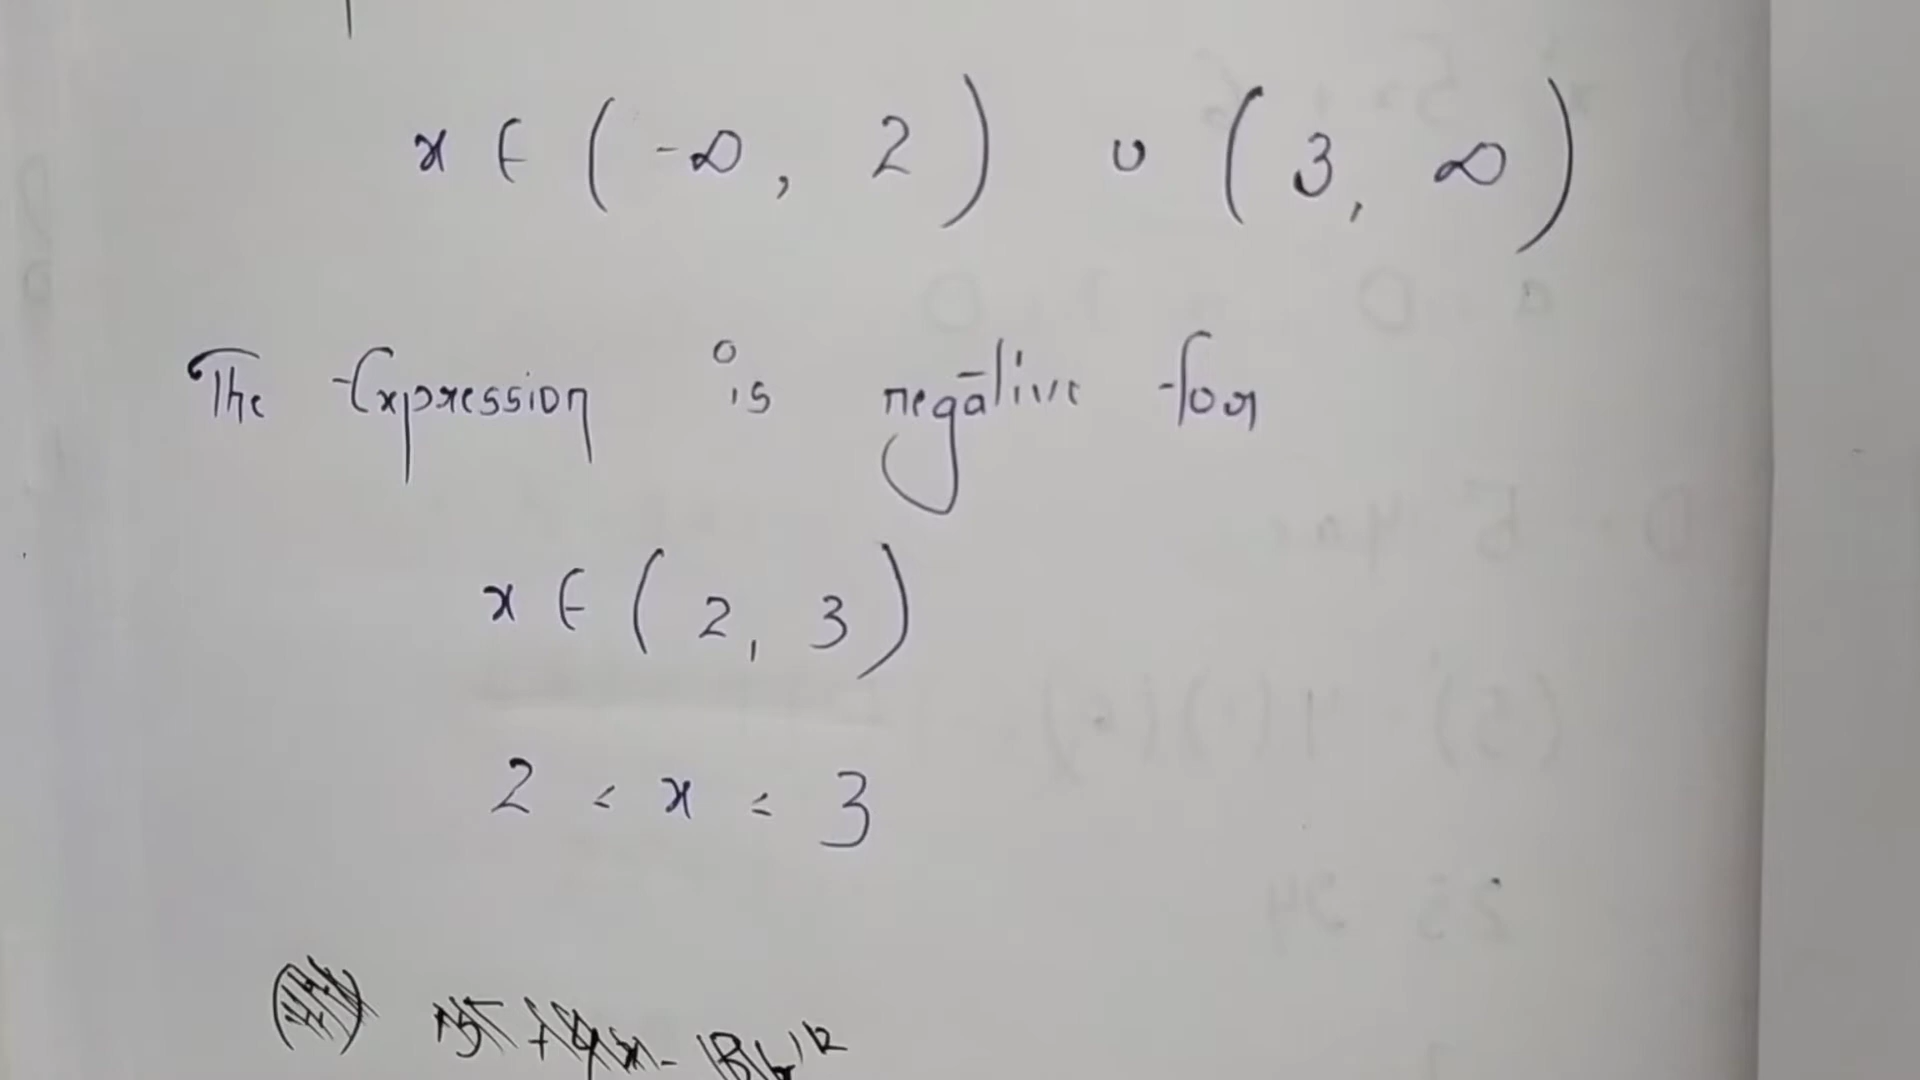 x ∈ (-∞, 2) ∪ (3, ∞)
The Expression is negative for
x ∈ (2, 3)
2 < x < 3